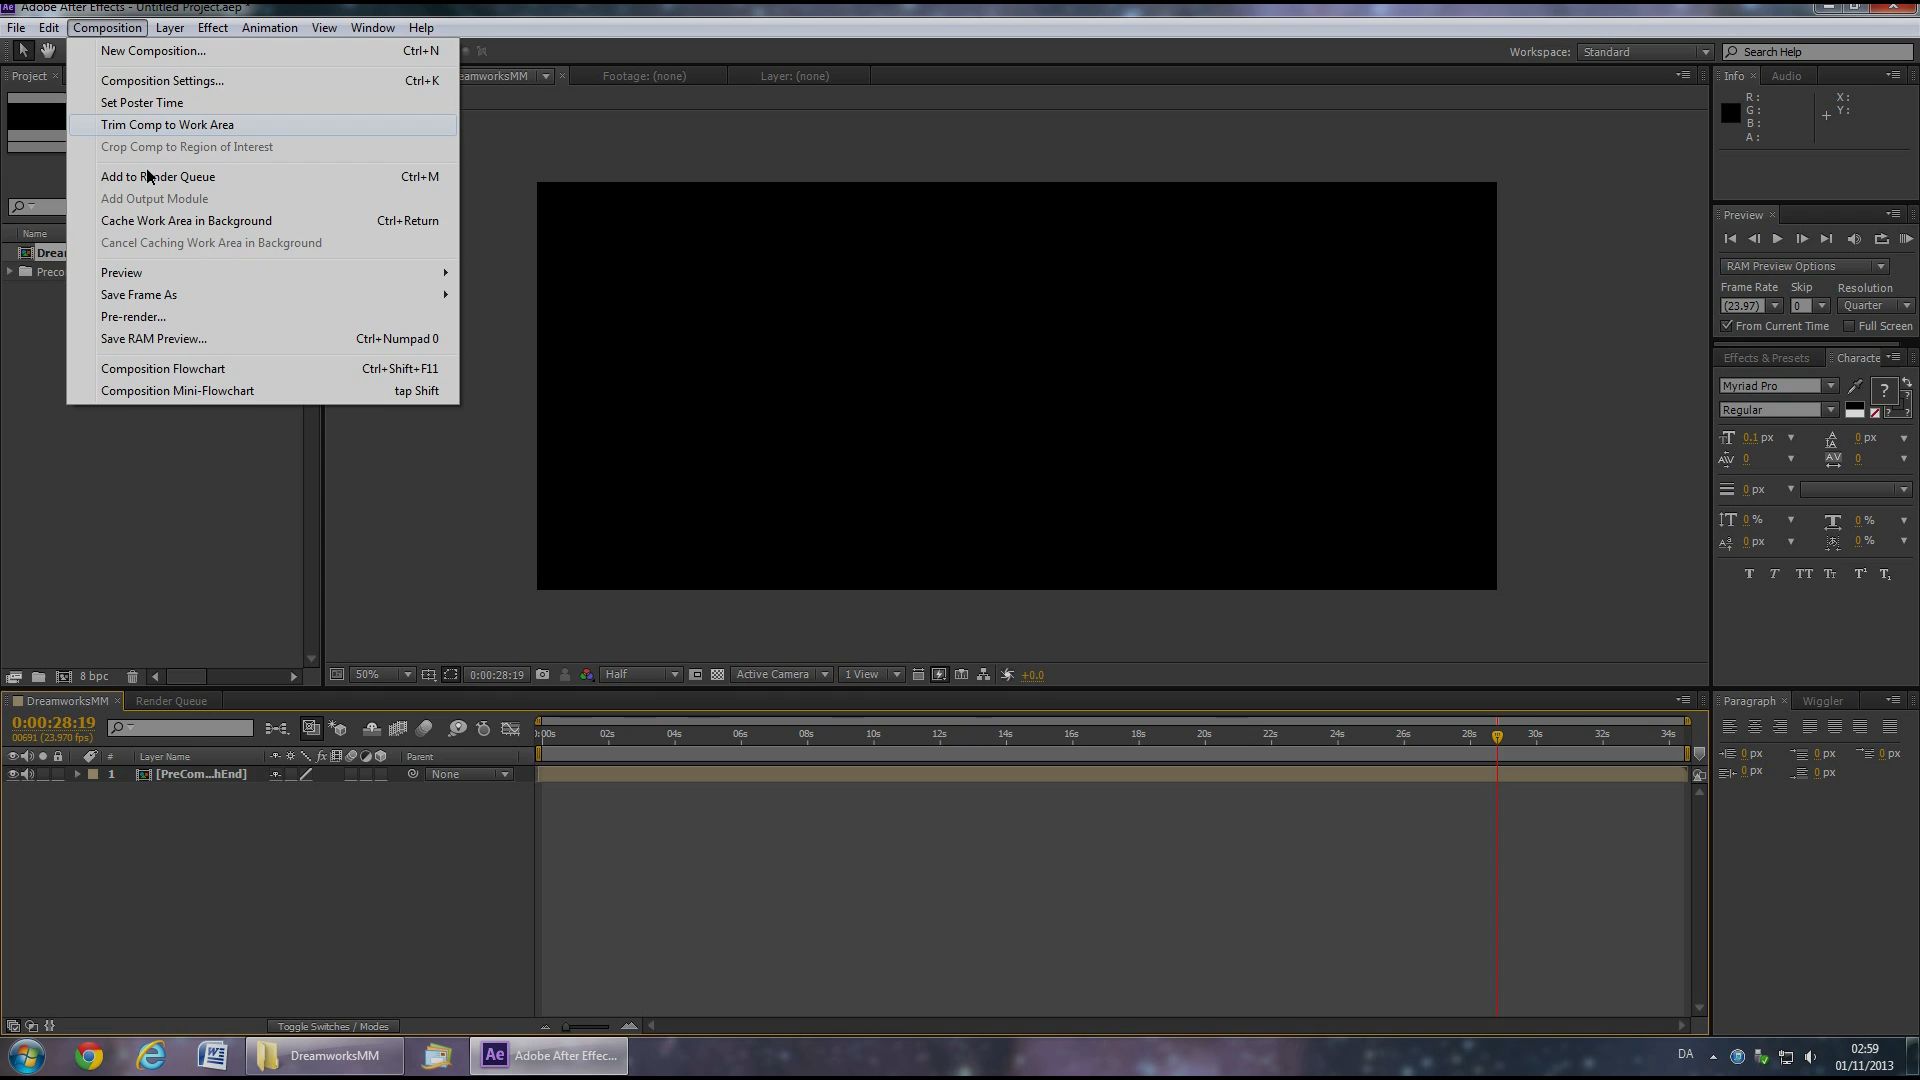 Adobe After Effects - Untitled Project.aep *
File Edit Composition Layer Effect Animation View Window Help
New Composition... Ctrl+N
Composition Settings... Ctrl+K
Set Poster Time
Trim Comp to Work Area
Crop Comp to Region of Interest
Add to Render Queue Ctrl+M
Add Output Module
Cache Work Area in Background Ctrl+Return
Cancel Caching Work Area in Background
Preview
Save Frame As
Pre-render...
Save RAM Preview... Ctrl+Numpad 0
Composition Flowchart Ctrl+Shift+F11
Composition Mini-Flowchart tap Shift
Workspace: Standard Search Help
Project
eamworksMM Footage: (none) Layer: (none)
Name
Drea
Preco
8 bpc
50% 0:00:28:19 Half Active Camera 1 View +0.0
Info Audio
R: X:
G: Y:
B:
A:
Preview
RAM Preview Options
Frame Rate Skip Resolution
(23.97) 0 Quarter
From Current Time Full Screen
Effects & Presets Characte
Myriad Pro
Regular
0.1 px 0 px
0 0
0 px
0 % 0 %
0 px 0 %
DreamworksMM Render Queue
0:00:28:19
00691 (23.970 fps)
:00s 02s 04s 06s 08s 10s 12s 14s 16s 18s 20s 22s 24s 26s 28s 30s 32s 34s
# Layer Name Parent
1 [PreCom...hEnd] None
Toggle Switches / Modes
Paragraph Wiggler
0 px 0 px 0 px
0 px 0 px
DreamworksMM
Ae Adobe After Effec...
DA
02:59
01/11/2013